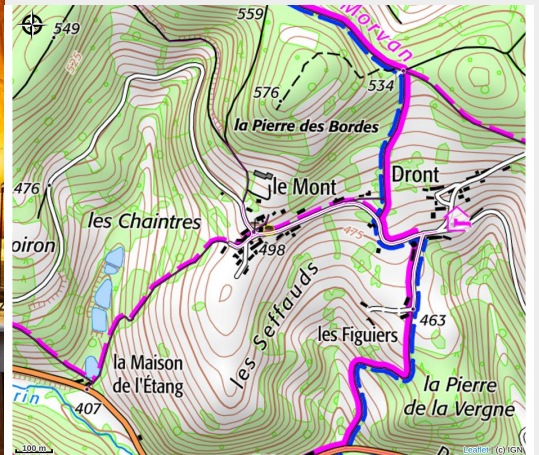 549
559
Morvan
525
576
534
la Pierre des Bordes
476
le Mont
Dront
les Chaintres
oiron
498
475
les Seffauds
463
les Figuiers
la Maison
de l'Étang
la Pierre
de la Vergne
407
rin
100 m
Leaflet | (c) IGN